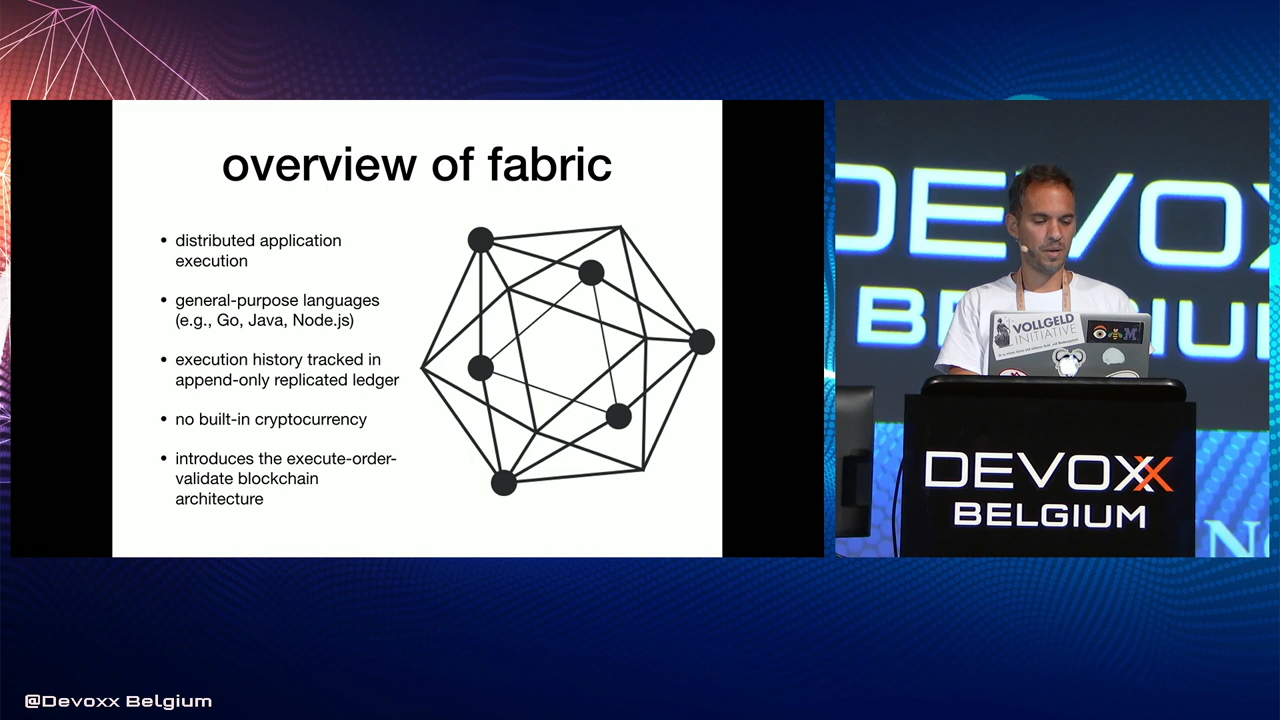 overview of fabric
• distributed application
execution
• general-purpose languages
(e.g., Go, Java, Node.js)
• execution history tracked in
append-only replicated ledger
• no built-in cryptocurrency
• introduces the execute-order-
validate blockchain
architecture
DEVOX
BELGIU
VOLLGELD
INITIATIVE
M
DEVOXX
BELGIUM
N
@Devoxx Belgium